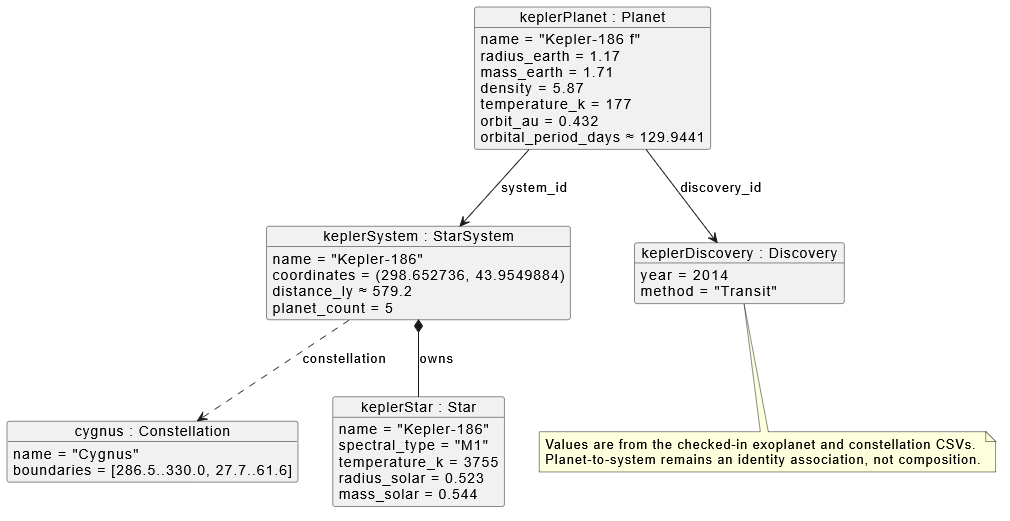 keplerPlanet : Planet
name = "Kepler-186 f"
radius_earth = 1.17
mass_earth = 1.71
density = 5.87
temperature_k = 177
orbit_au = 0.432
orbital_period_days ≈ 129.9441
system_id
discovery_id
keplerSystem : StarSystem
name = "Kepler-186"
coordinates = (298.652736, 43.9549884)
distance_ly ≈ 579.2
planet_count = 5
keplerDiscovery : Discovery
year = 2014
method = "Transit"
constellation
owns
cygnus : Constellation
name = "Cygnus"
boundaries = [286.5..330.0, 27.7..61.6]
keplerStar : Star
name = "Kepler-186"
spectral_type = "M1"
temperature_k = 3755
radius_solar = 0.523
mass_solar = 0.544
Values are from the checked-in exoplanet and constellation CSVs.
Planet-to-system remains an identity association, not composition.